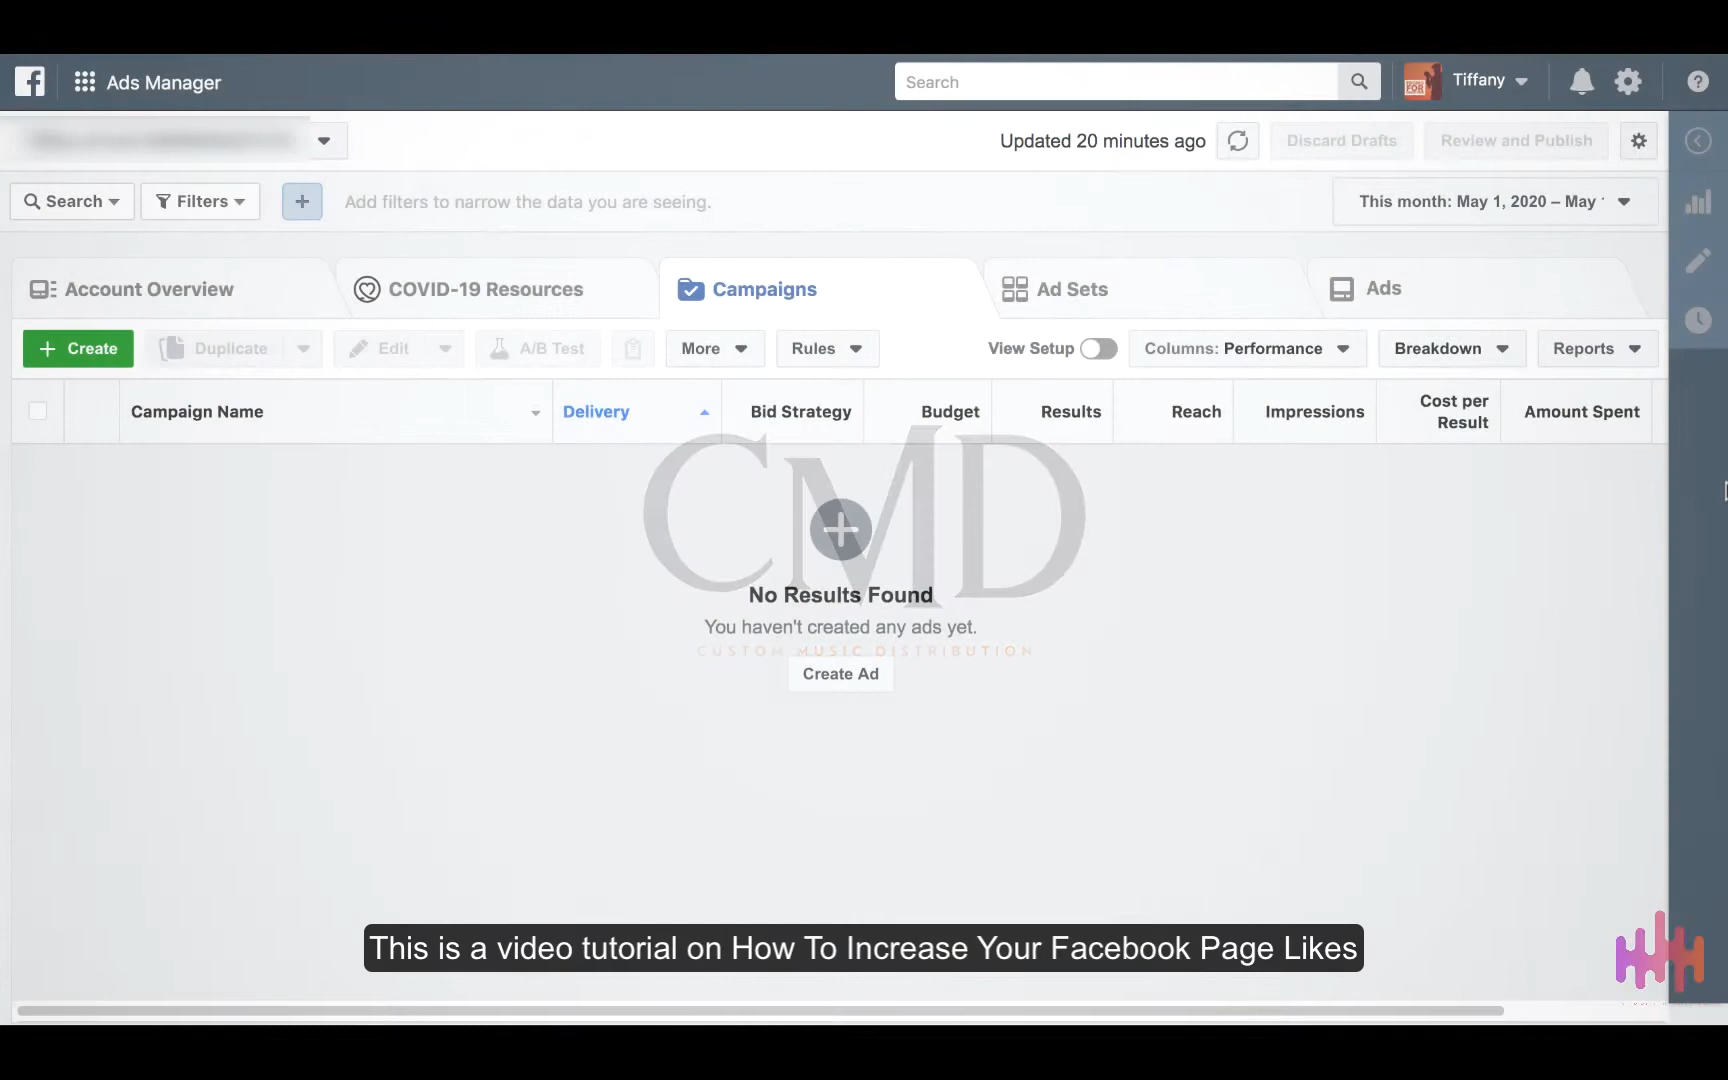 Ads Manager
Search
Tiffany
Updated 20 minutes ago
Discard Drafts
Review and Publish
Search
Filters
Add filters to narrow the data you are seeing.
This month: May 1, 2020 – May
Account Overview
COVID-19 Resources
Campaigns
Ad Sets
Ads
+ Create
Duplicate
Edit
A/B Test
More
Rules
View Setup
Columns: Performance
Breakdown
Reports
Campaign Name
Delivery
Bid Strategy
Budget
Results
Reach
Impressions
Cost per
Result
Amount Spent
CMD
No Results Found
You haven't created any ads yet.
CUSTOM MUSIC DISTRIBUTION
Create Ad
This is a video tutorial on How To Increase Your Facebook Page Likes